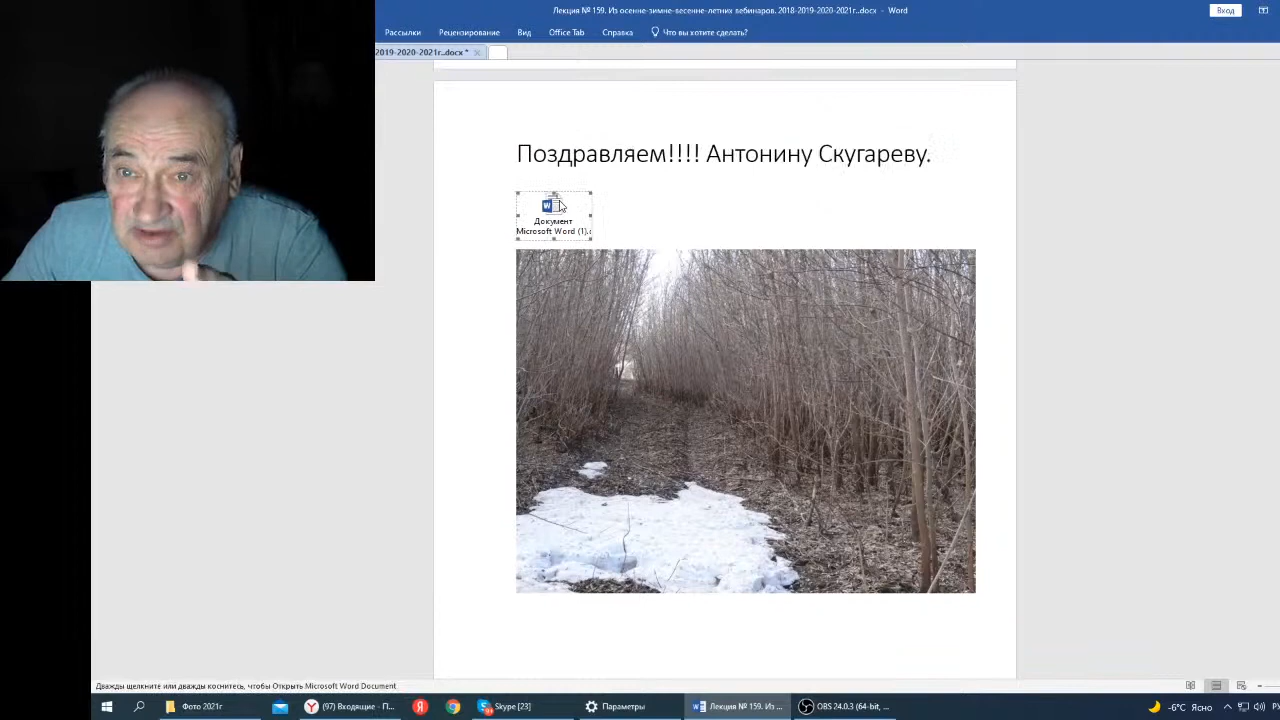 Лекция № 159. Из осенне-зимне-весенне-летних вебинаров. 2018-2019-2020-2021г..docx - Word
Вход
Рассылки Рецензирование Вид Office Tab Справка Что вы хотите сделать?
2019-2020-2021г..docx *
Поздравляем!!!! Антонину Скугареву.
Документ
Microsoft Word (1).c
Дважды щелкните или дважды коснитесь, чтобы Открыть Microsoft Word Document.
Фото 2021г (97) Входящие - П... Skype [23] Параметры Лекция № 159. Из ... OBS 24.0.3 (64-bit, ... -6°C Ясно